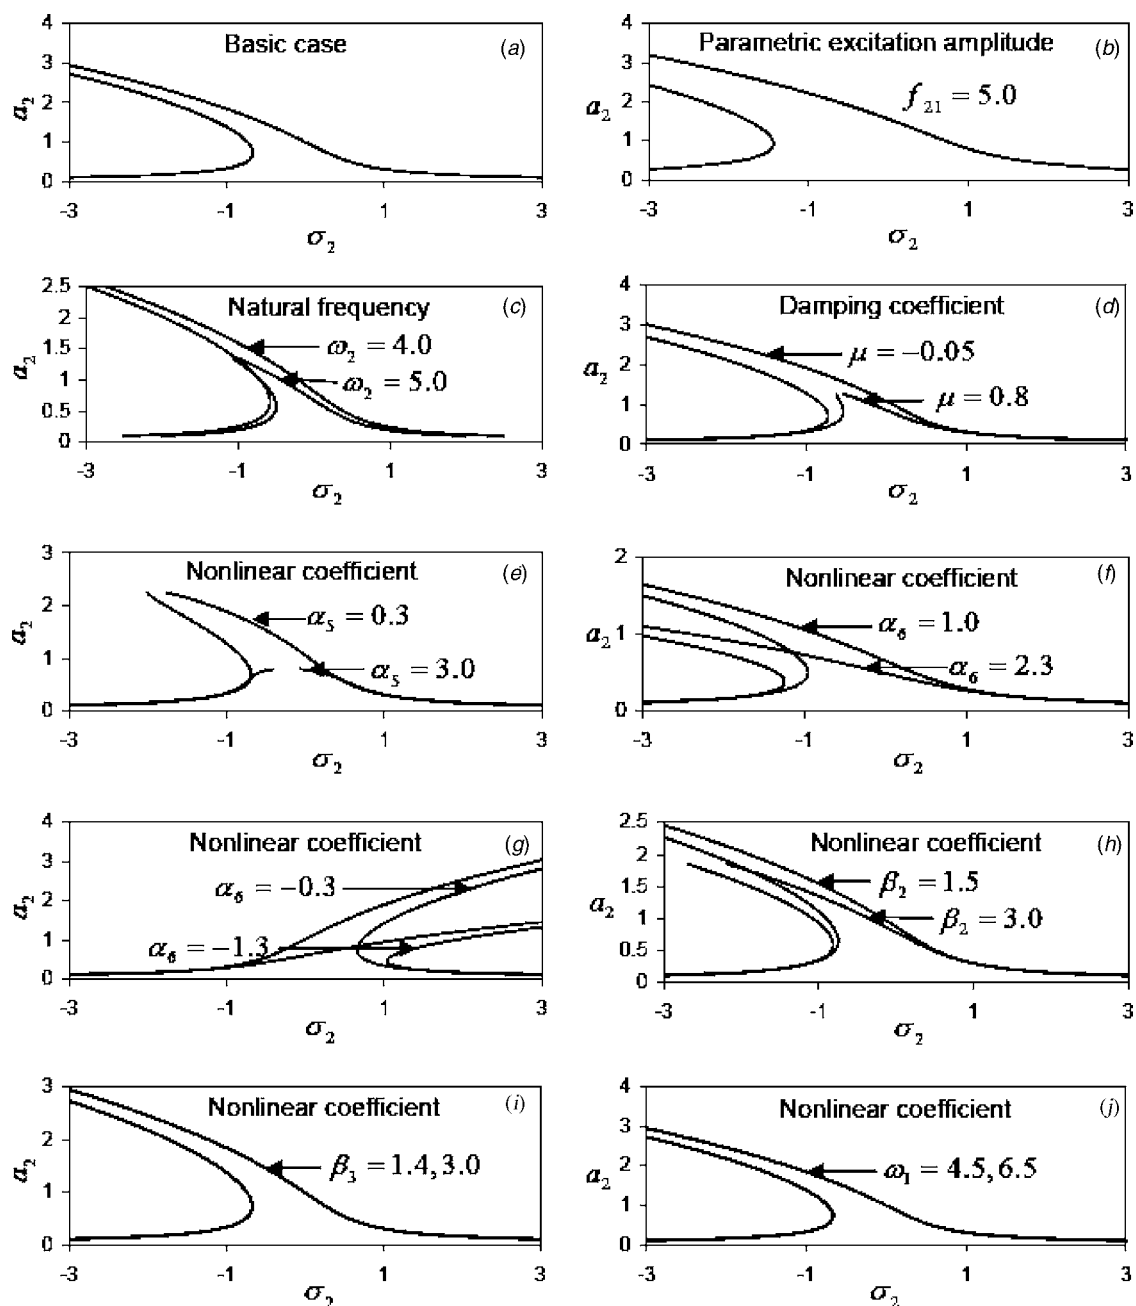 Basic case (a)
4
3
2
1
0
a₂
-3 -1 1 3
σ₂
Parametric excitation amplitude (b)
f₂₁ = 5.0
4
3
2
1
0
a₂
-3 -1 1 3
σ₂
Natural frequency (c)
ω₂ = 4.0
ω₂ = 5.0
2.5
2
1.5
1
0.5
0
a₂
-3 -1 1 3
σ₂
Damping coefficient (d)
μ = −0.05
μ = 0.8
4
3
2
1
0
a₂
-3 -1 1 3
σ₂
Nonlinear coefficient (e)
α₅ = 0.3
α₅ = 3.0
3
2
1
0
a₂
-3 -1 1 3
σ₂
Nonlinear coefficient (f)
α₆ = 1.0
α₆ = 2.3
2
1
0
a₂
-3 -1 1 3
σ₂
Nonlinear coefficient (g)
α₆ = −0.3
α₆ = −1.3
4
3
2
1
0
a₂
-3 -1 1 3
σ₂
Nonlinear coefficient (h)
β₂ = 1.5
β₂ = 3.0
2.5
2
1.5
1
0.5
0
a₂
-3 -1 1 3
σ₂
Nonlinear coefficient (i)
β₃ = 1.4, 3.0
3
2
1
0
a₂
-3 -1 1 3
σ₂
Nonlinear coefficient (j)
ω₁ = 4.5, 6.5
4
3
2
1
0
a₂
-3 -1 1 3
σ₂